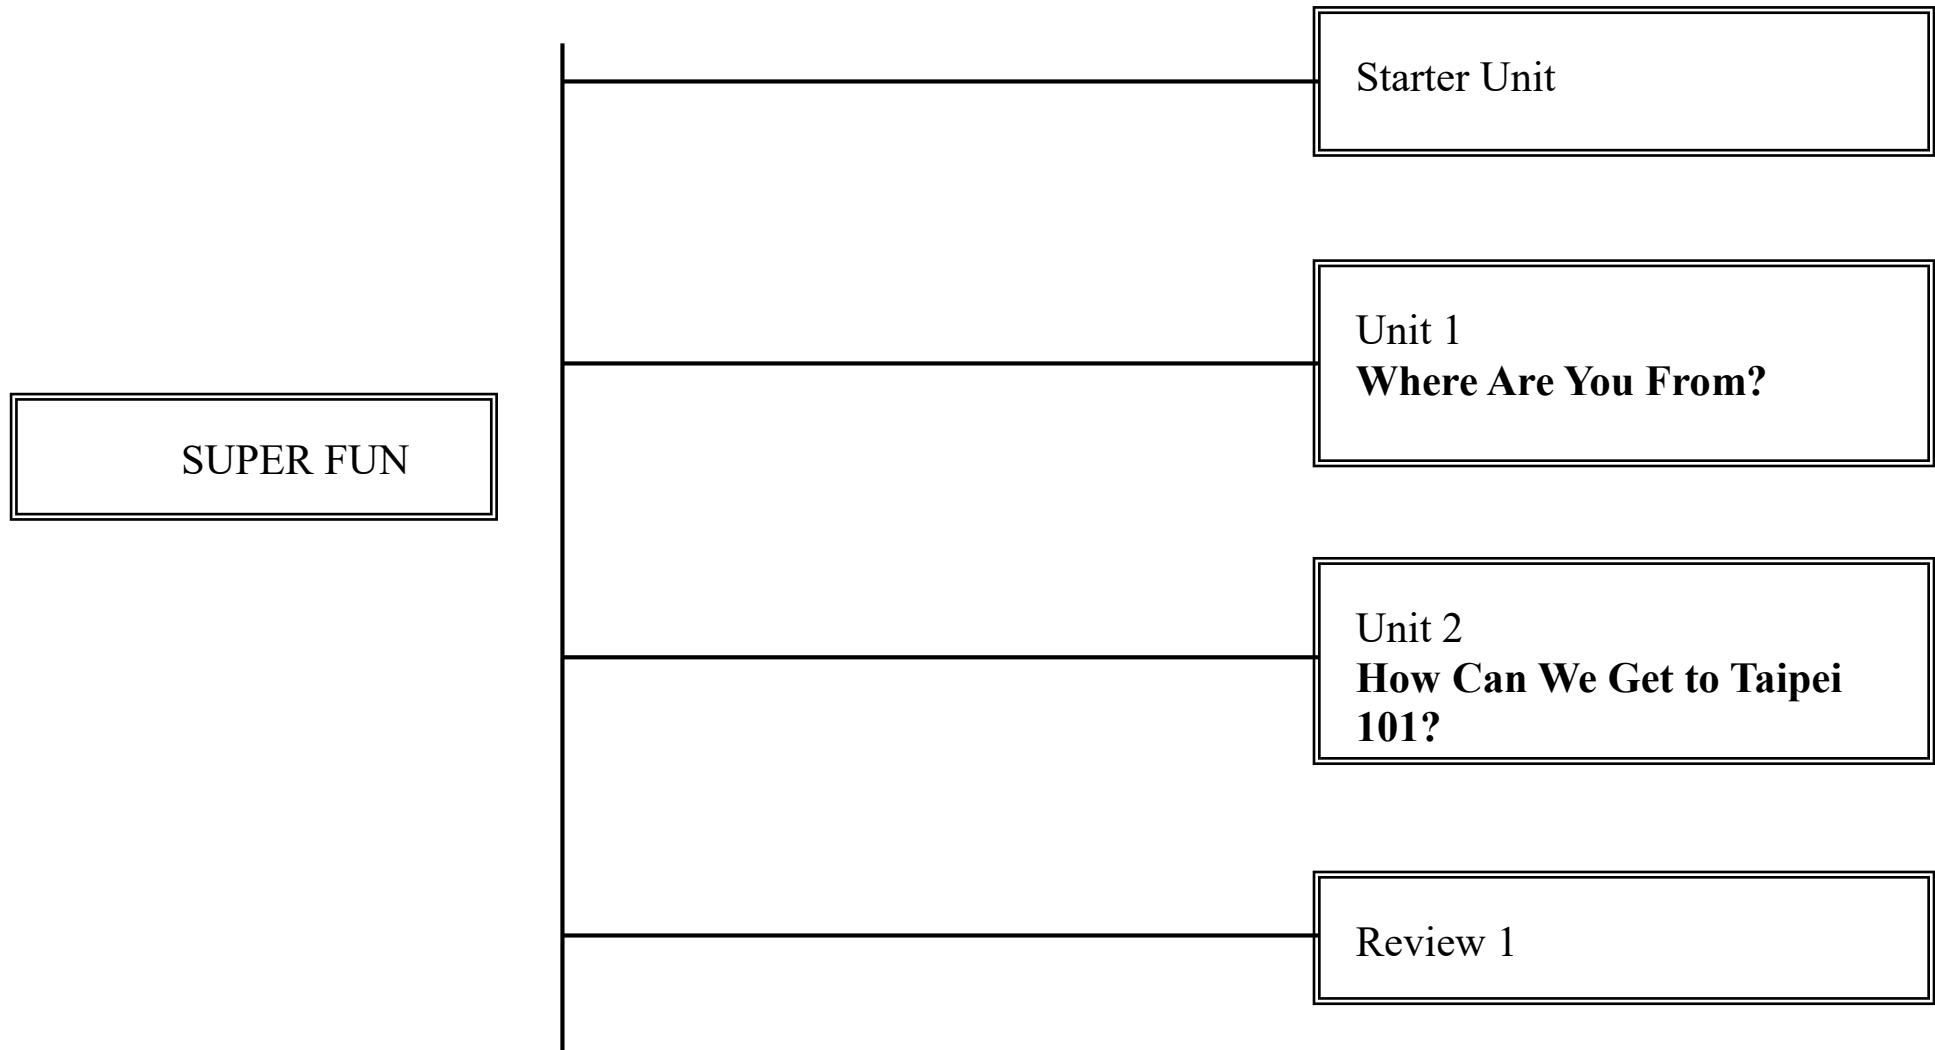 Starter Unit
Unit 1
Where Are You From?
SUPER FUN
Unit 2
How Can We Get to Taipei
101?
Review 1